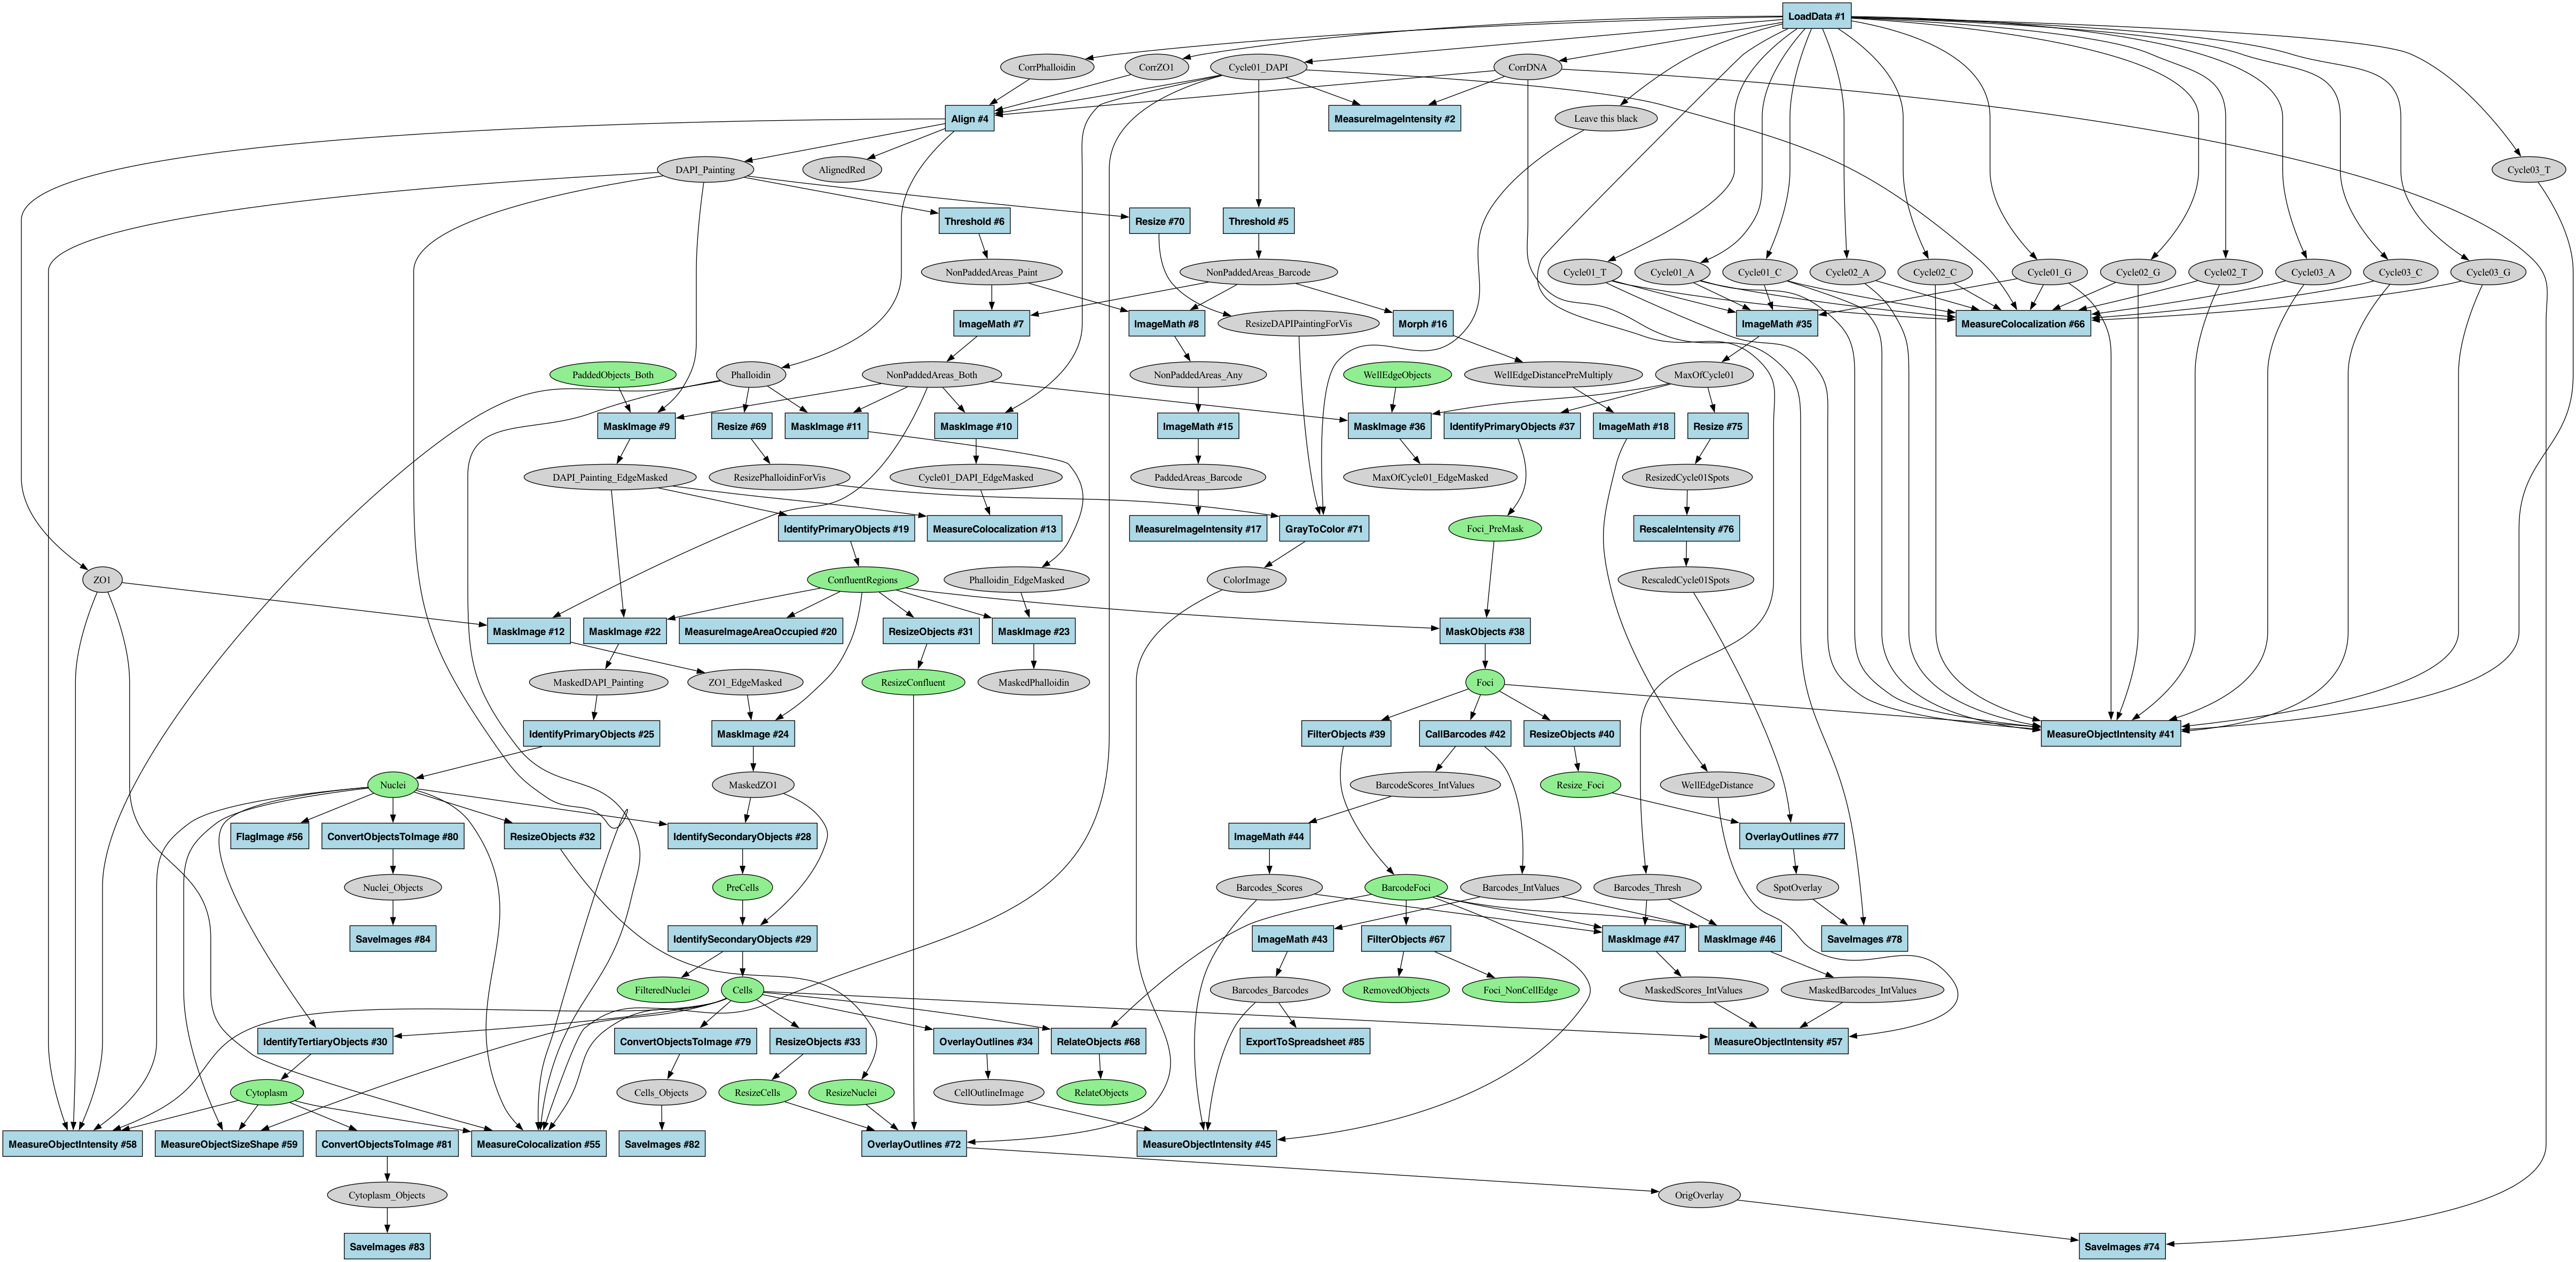 LoadData #1
CorrPhalloidin
CorrZO1
Cycle01_DAPI
CorrDNA
Align #4
MeasureImageIntensity #2
Leave this black
DAPI_Painting
AlignedRed
Cycle03_T
Threshold #6
Resize #70
Threshold #5
NonPaddedAreas_Paint
NonPaddedAreas_Barcode
Cycle01_T
Cycle01_A
Cycle01_C
Cycle02_A
Cycle02_C
Cycle01_G
Cycle02_G
Cycle02_T
Cycle03_A
Cycle03_C
Cycle03_G
ImageMath #7
ImageMath #8
ResizeDAPIPaintingForVis
Morph #16
ImageMath #35
MeasureColocalization #66
PaddedObjects_Both
Phalloidin
NonPaddedAreas_Both
NonPaddedAreas_Any
WellEdgeObjects
WellEdgeDistancePreMultiply
MaxOfCycle01
MaskImage #9
Resize #69
MaskImage #11
MaskImage #10
ImageMath #15
MaskImage #36
IdentifyPrimaryObjects #37
ImageMath #18
Resize #75
DAPI_Painting_EdgeMasked
ResizePhalloidinForVis
Cycle01_DAPI_EdgeMasked
PaddedAreas_Barcode
MaxOfCycle01_EdgeMasked
ResizedCycle01Spots
IdentifyPrimaryObjects #19
MeasureColocalization #13
MeasureImageIntensity #17
GrayToColor #71
Foci_PreMask
RescaleIntensity #76
ZO1
ConfluentRegions
Phalloidin_EdgeMasked
ColorImage
RescaledCycle01Spots
MaskImage #12
MaskImage #22
MeasureImageAreaOccupied #20
ResizeObjects #31
MaskImage #23
MaskObjects #38
MaskedDAPI_Painting
ZO1_EdgeMasked
ResizeConfluent
MaskedPhalloidin
Foci
IdentifyPrimaryObjects #25
MaskImage #24
FilterObjects #39
CallBarcodes #42
ResizeObjects #40
MeasureObjectIntensity #41
Nuclei
MaskedZO1
BarcodeScores_IntValues
Resize_Foci
WellEdgeDistance
FlagImage #56
ConvertObjectsToImage #80
ResizeObjects #32
IdentifySecondaryObjects #28
ImageMath #44
OverlayOutlines #77
Nuclei_Objects
PreCells
Barcodes_Scores
BarcodeFoci
Barcodes_IntValues
Barcodes_Thresh
SpotOverlay
SaveImages #84
IdentifySecondaryObjects #29
ImageMath #43
FilterObjects #67
MaskImage #47
MaskImage #46
SaveImages #78
FilteredNuclei
Cells
Barcodes_Barcodes
RemovedObjects
Foci_NonCellEdge
MaskedScores_IntValues
MaskedBarcodes_IntValues
IdentifyTertiaryObjects #30
ConvertObjectsToImage #79
ResizeObjects #33
OverlayOutlines #34
RelateObjects #68
ExportToSpreadsheet #85
MeasureObjectIntensity #57
Cytoplasm
Cells_Objects
ResizeCells
ResizeNuclei
CellOutlineImage
RelateObjects
MeasureObjectIntensity #58
MeasureObjectSizeShape #59
ConvertObjectsToImage #81
MeasureColocalization #55
SaveImages #82
OverlayOutlines #72
MeasureObjectIntensity #45
Cytoplasm_Objects
OrigOverlay
SaveImages #83
SaveImages #74